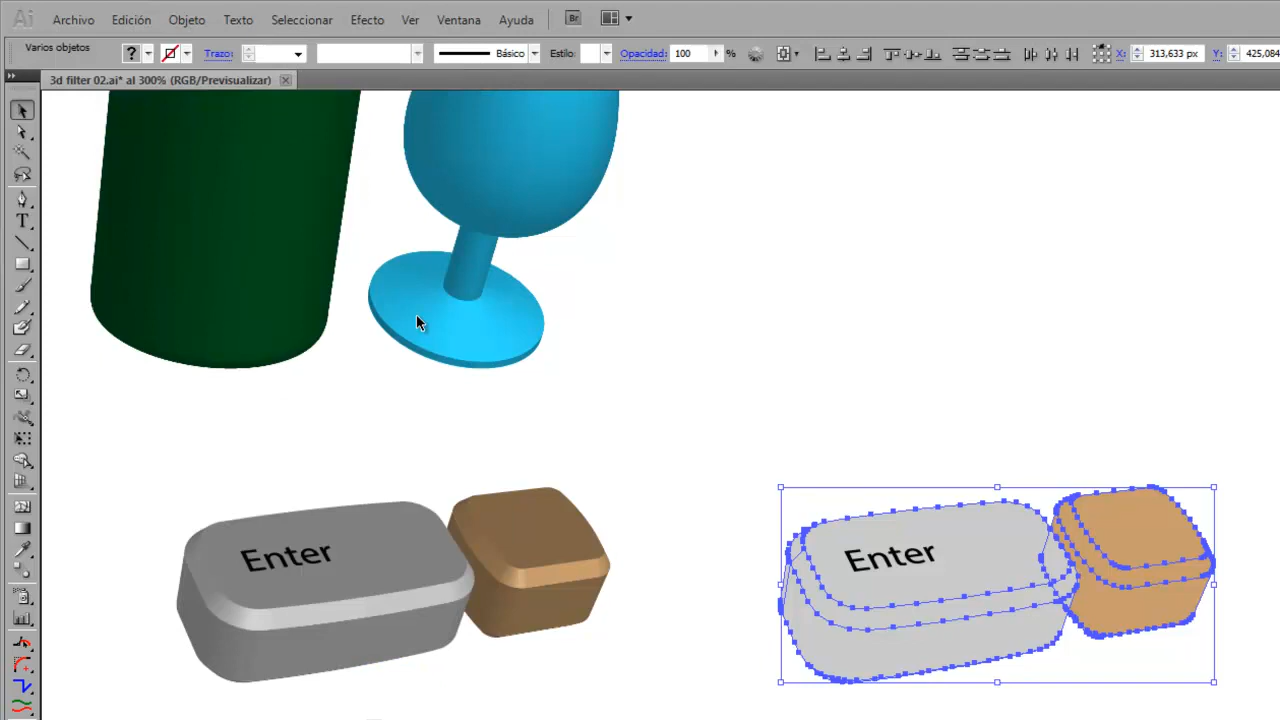 Ai Archivo Edición Objeto Texto Seleccionar Efecto Ver Ventana Ayuda Br
Varios objetos ? Trazo: Básico Estilo: Opacidad: 100 % X: 313,633 px Y: 425,084
3d filter 02.ai* al 300% (RGB/Previsualizar)
Enter
Enter